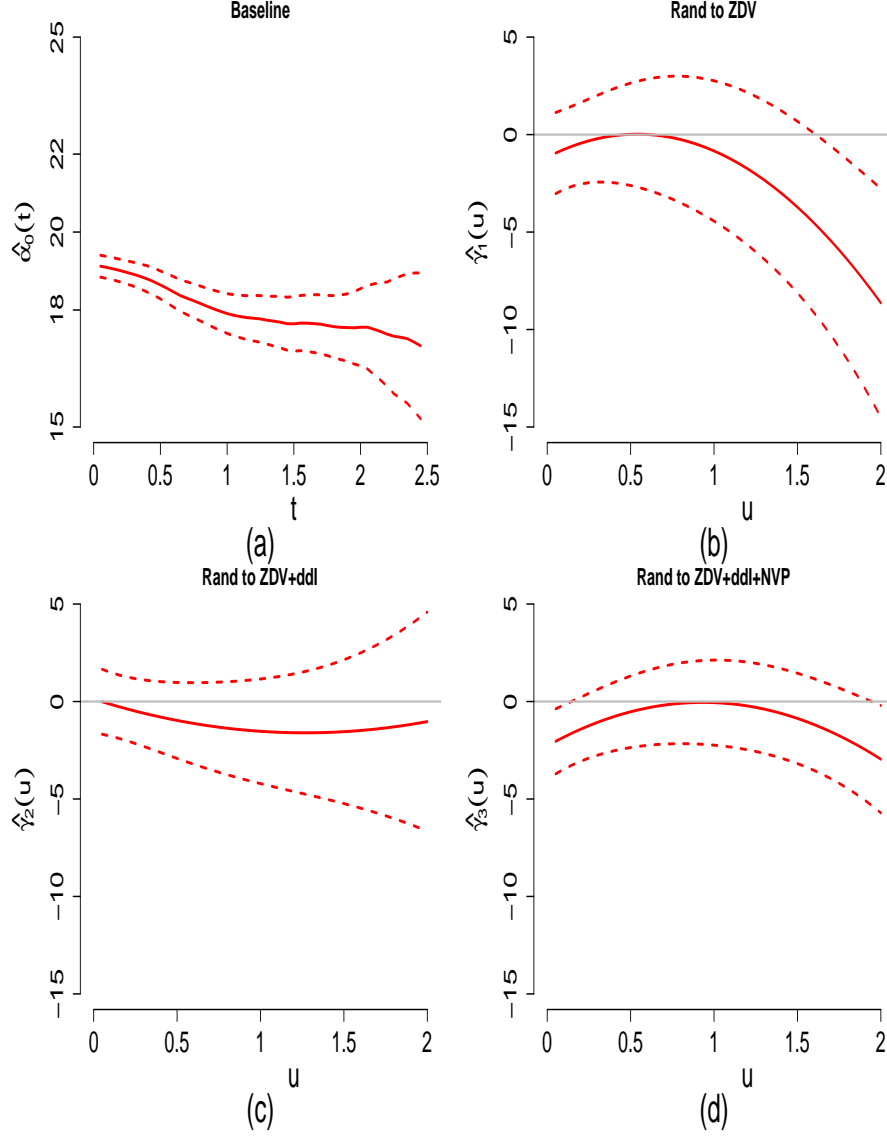 Baseline
25
22
20
18
15
α̂₀(t)
0 0.5 1 1.5 2 2.5
t
(a)
Rand to ZDV
5
0
−5
−10
−15
γ̂₁(u)
0 0.5 1 1.5 2
u
(b)
Rand to ZDV+ddI
5
0
−5
−10
−15
γ̂₂(u)
0 0.5 1 1.5 2
u
(c)
Rand to ZDV+ddI+NVP
5
0
−5
−10
−15
γ̂₃(u)
0 0.5 1 1.5 2
u
(d)